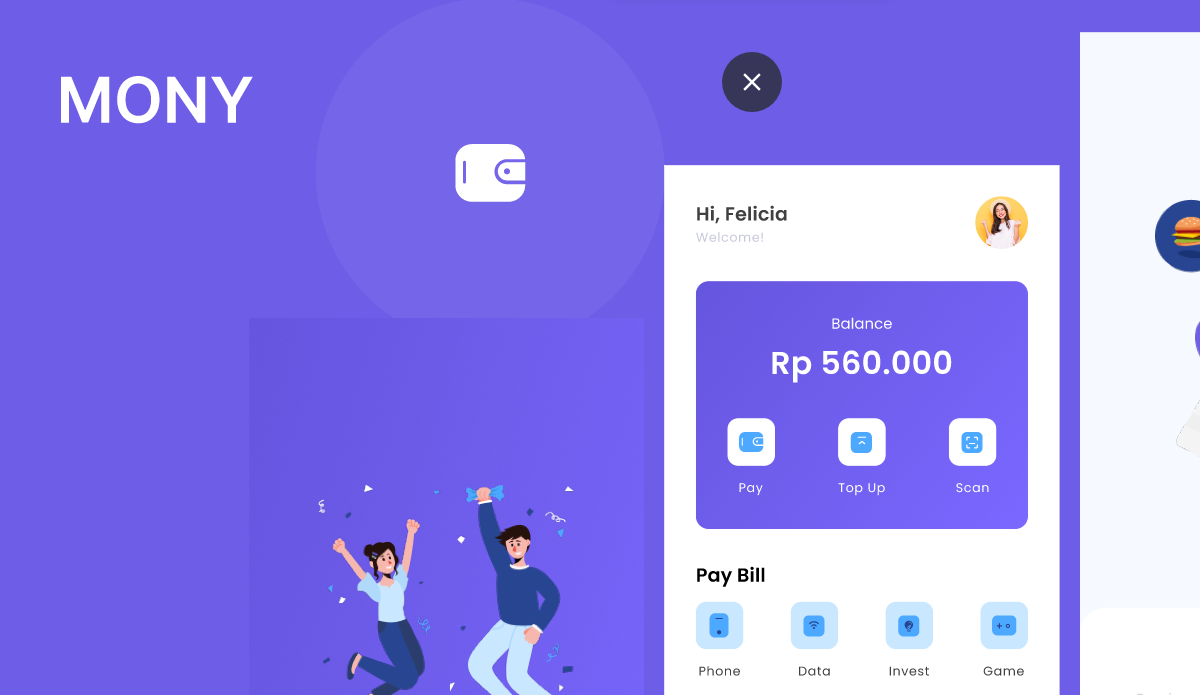 MONY
Hi, Felicia
Welcome!
Balance
Rp 560.000
Pay
Top Up
Scan
Pay Bill
Phone
Data
Invest
Game